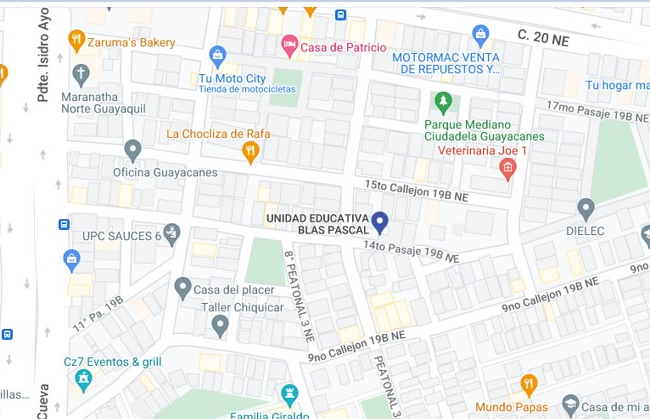 Pdte. Isidro Ayo
Zaruma's Bakery
Casa de Patricio
C. 20 NE
MOTORMAC VENTA
DE REPUESTOS Y...
Tu Moto City
Tienda de motocicletas
Tu hogar ma
Maranatha
Norte Guayaquil
17mo Pasaje 19B NE
Parque Mediano
Ciudadela Guayacanes
La Chocliza de Rafa
Veterinaria Joe 1
Oficina Guayacanes
15to Callejon 19B NE
UNIDAD EDUCATIVA
BLAS PASCAL
UPC SAUCES 6
DIELEC
14to Pasaje 19B NE
8° PEATONAL 3 NE
9no
Casa del placer
9no Callejon 19B NE
11° Pa. 19B
Taller Chiquicar
9no Callejon 19B NE
Cz7 Eventos & grill
PEATONAL 3
Cueva
illas...
Mundo Papas
Casa de mi a
Familia Giraldo